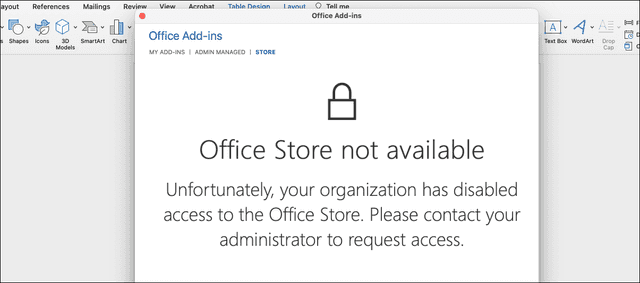 ayout References Mailings Review View Acrobat Table Design Layout Tell me
Office Add-ins
Shapes Icons 3D Models SmartArt Chart
Text Box WordArt Drop Cap
Office Add-ins
MY ADD-INS | ADMIN MANAGED | STORE
Office Store not available
Unfortunately, your organization has disabled
access to the Office Store. Please contact your
administrator to request access.